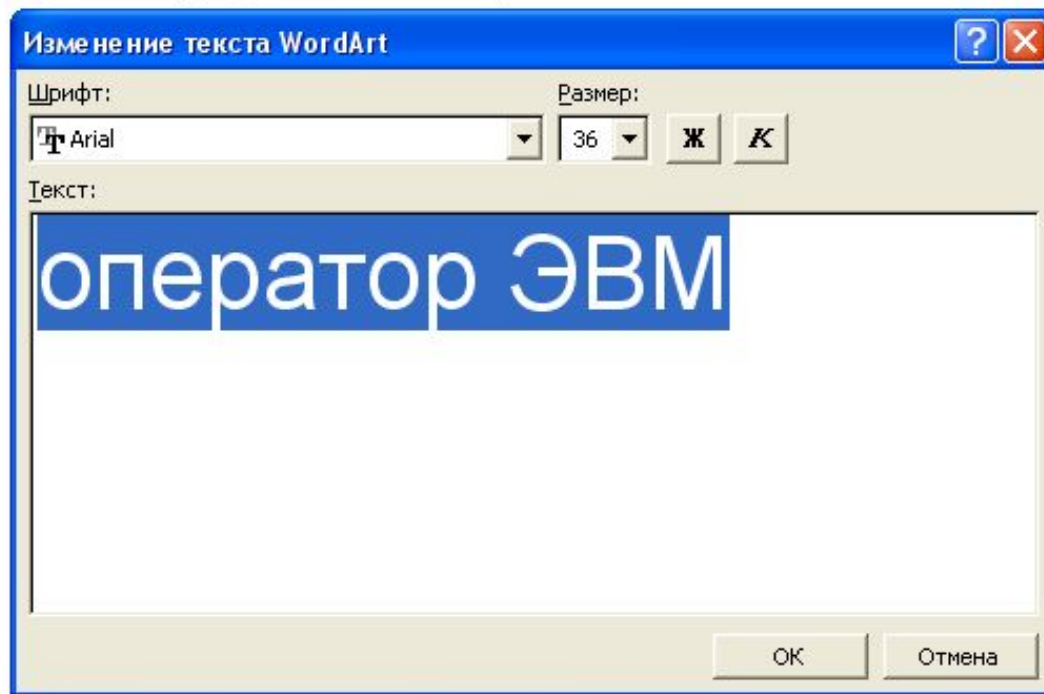 Изменение текста WordArt
Шрифт: Размер:
Arial 36 Ж К
Текст:
оператор ЭВМ
ОК Отмена